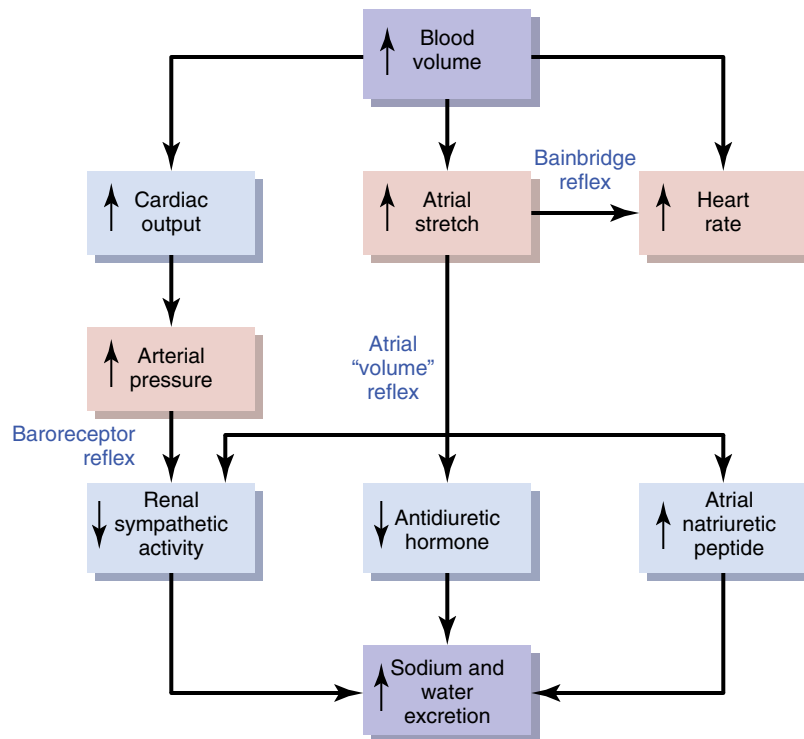 Blood
volume
Bainbridge
reflex
Cardiac
output
Atrial
stretch
Heart
rate
Arterial
pressure
Atrial
“volume”
reflex
Baroreceptor
reflex
Renal
sympathetic
activity
Antidiuretic
hormone
Atrial
natriuretic
peptide
Sodium and
water
excretion